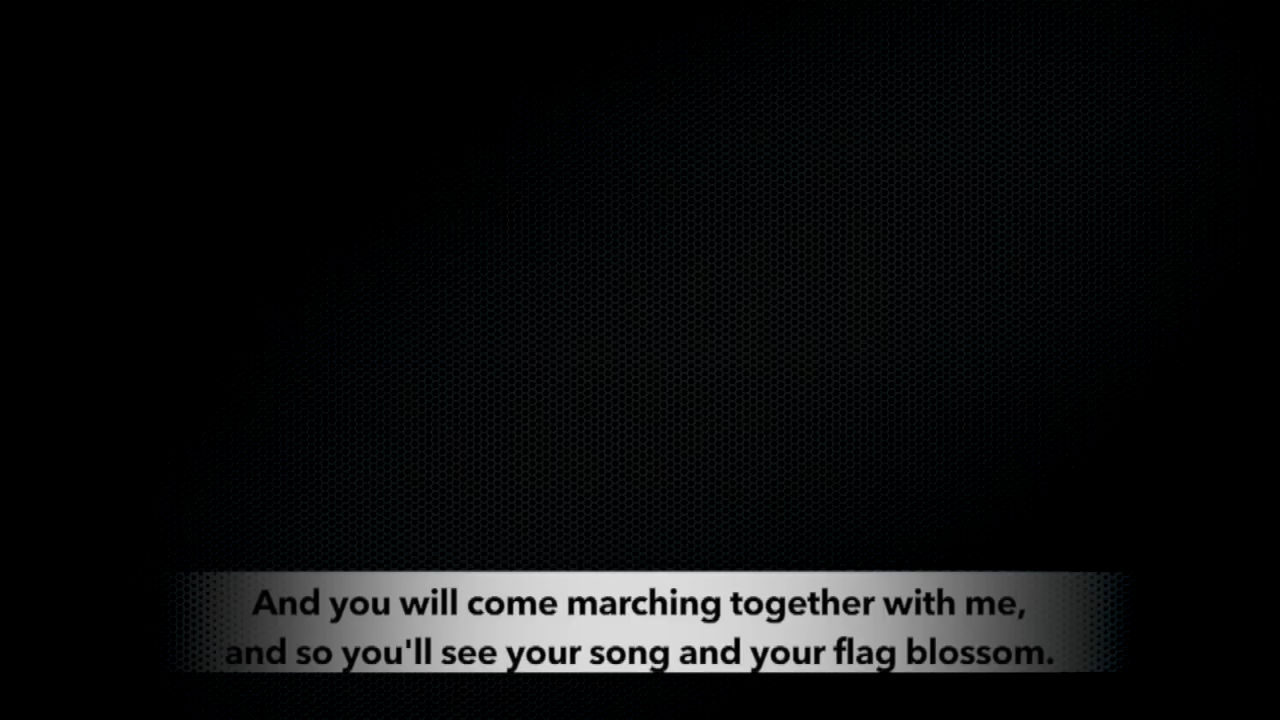 And you will come marching together with me,
and so you'll see your song and your flag blossom.